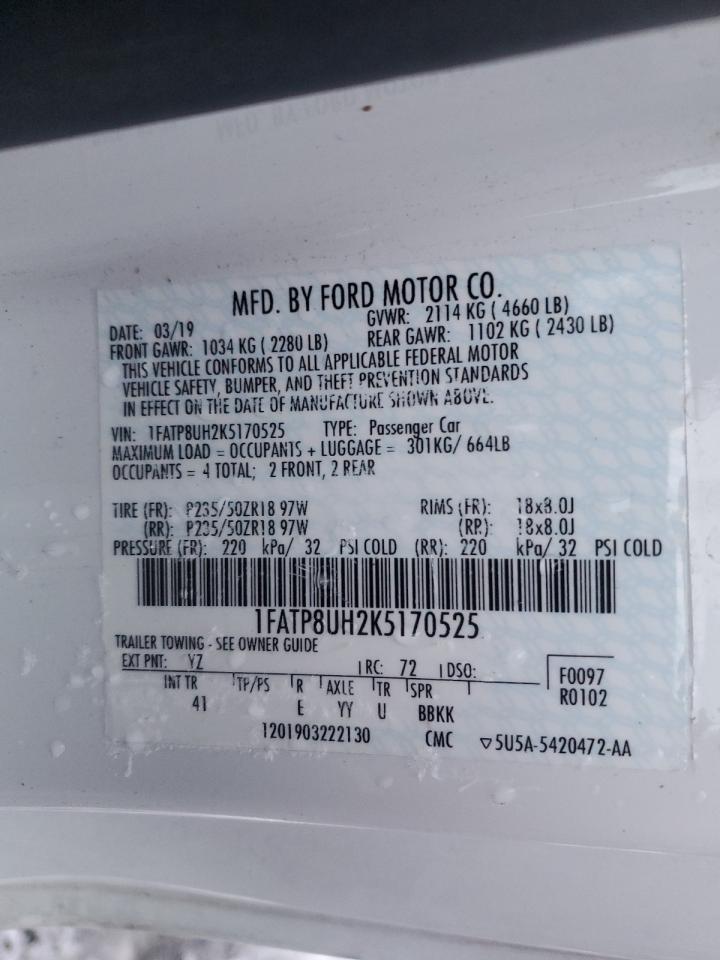 MFD. BY FORD MOTOR CO.
DATE: 03/19 GVWR: 2114 KG ( 4660 LB)
FRONT GAWR: 1034 KG ( 2280 LB) REAR GAWR: 1102 KG ( 2430 LB)
THIS VEHICLE CONFORMS TO ALL APPLICABLE FEDERAL MOTOR
VEHICLE SAFETY, BUMPER, AND THEFT PREVENTION STANDARDS
IN EFFECT ON THE DATE OF MANUFACTURE SHOWN ABOVE.
VIN: 1FATP8UH2K5170525 TYPE: Passenger Car
MAXIMUM LOAD = OCCUPANTS + LUGGAGE = 301KG/ 664LB
OCCUPANTS = 4 TOTAL; 2 FRONT, 2 REAR
TIRE (FR): P235/50ZR18 97W RIMS (FR): 18x8.0J
(RR): P235/50ZR18 97W (RR): 18x8.0J
PRESSURE (FR): 220 kPa/ 32 PSI COLD (RR): 220 kPa/ 32 PSI COLD
1FATP8UH2K5170525
TRAILER TOWING - SEE OWNER GUIDE
EXT PNT: YZ RC: 72 DSO: F0097
INT TR TP/PS R AXLE TR SPR R0102
41 E YY U BBKK
1201903222130 CMC ▽5U5A-5420472-AA